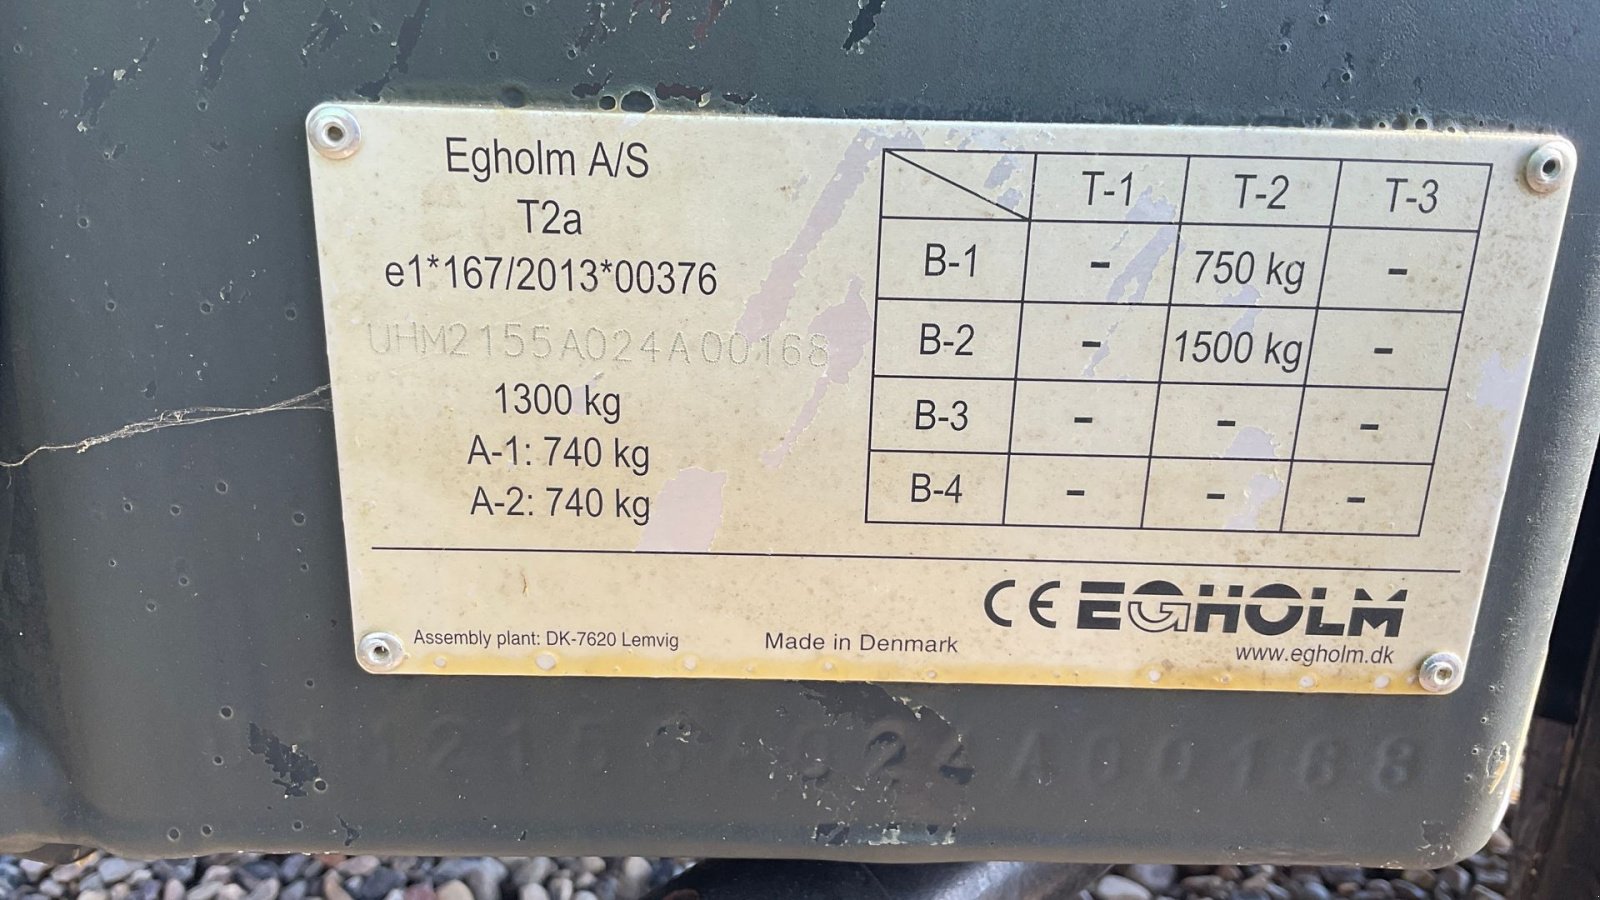 Egholm A/S
T2a
e1*167/2013*00376
UHM2155A024A00168
1300 kg
A-1: 740 kg
A-2: 740 kg
T-1 T-2 T-3
B-1 - 750 kg -
B-2 - 1500 kg -
B-3 - - -
B-4 - - -
CE EGHOLM
Assembly plant: DK-7620 Lemvig
Made in Denmark
www.egholm.dk
UHM2155A024A00168